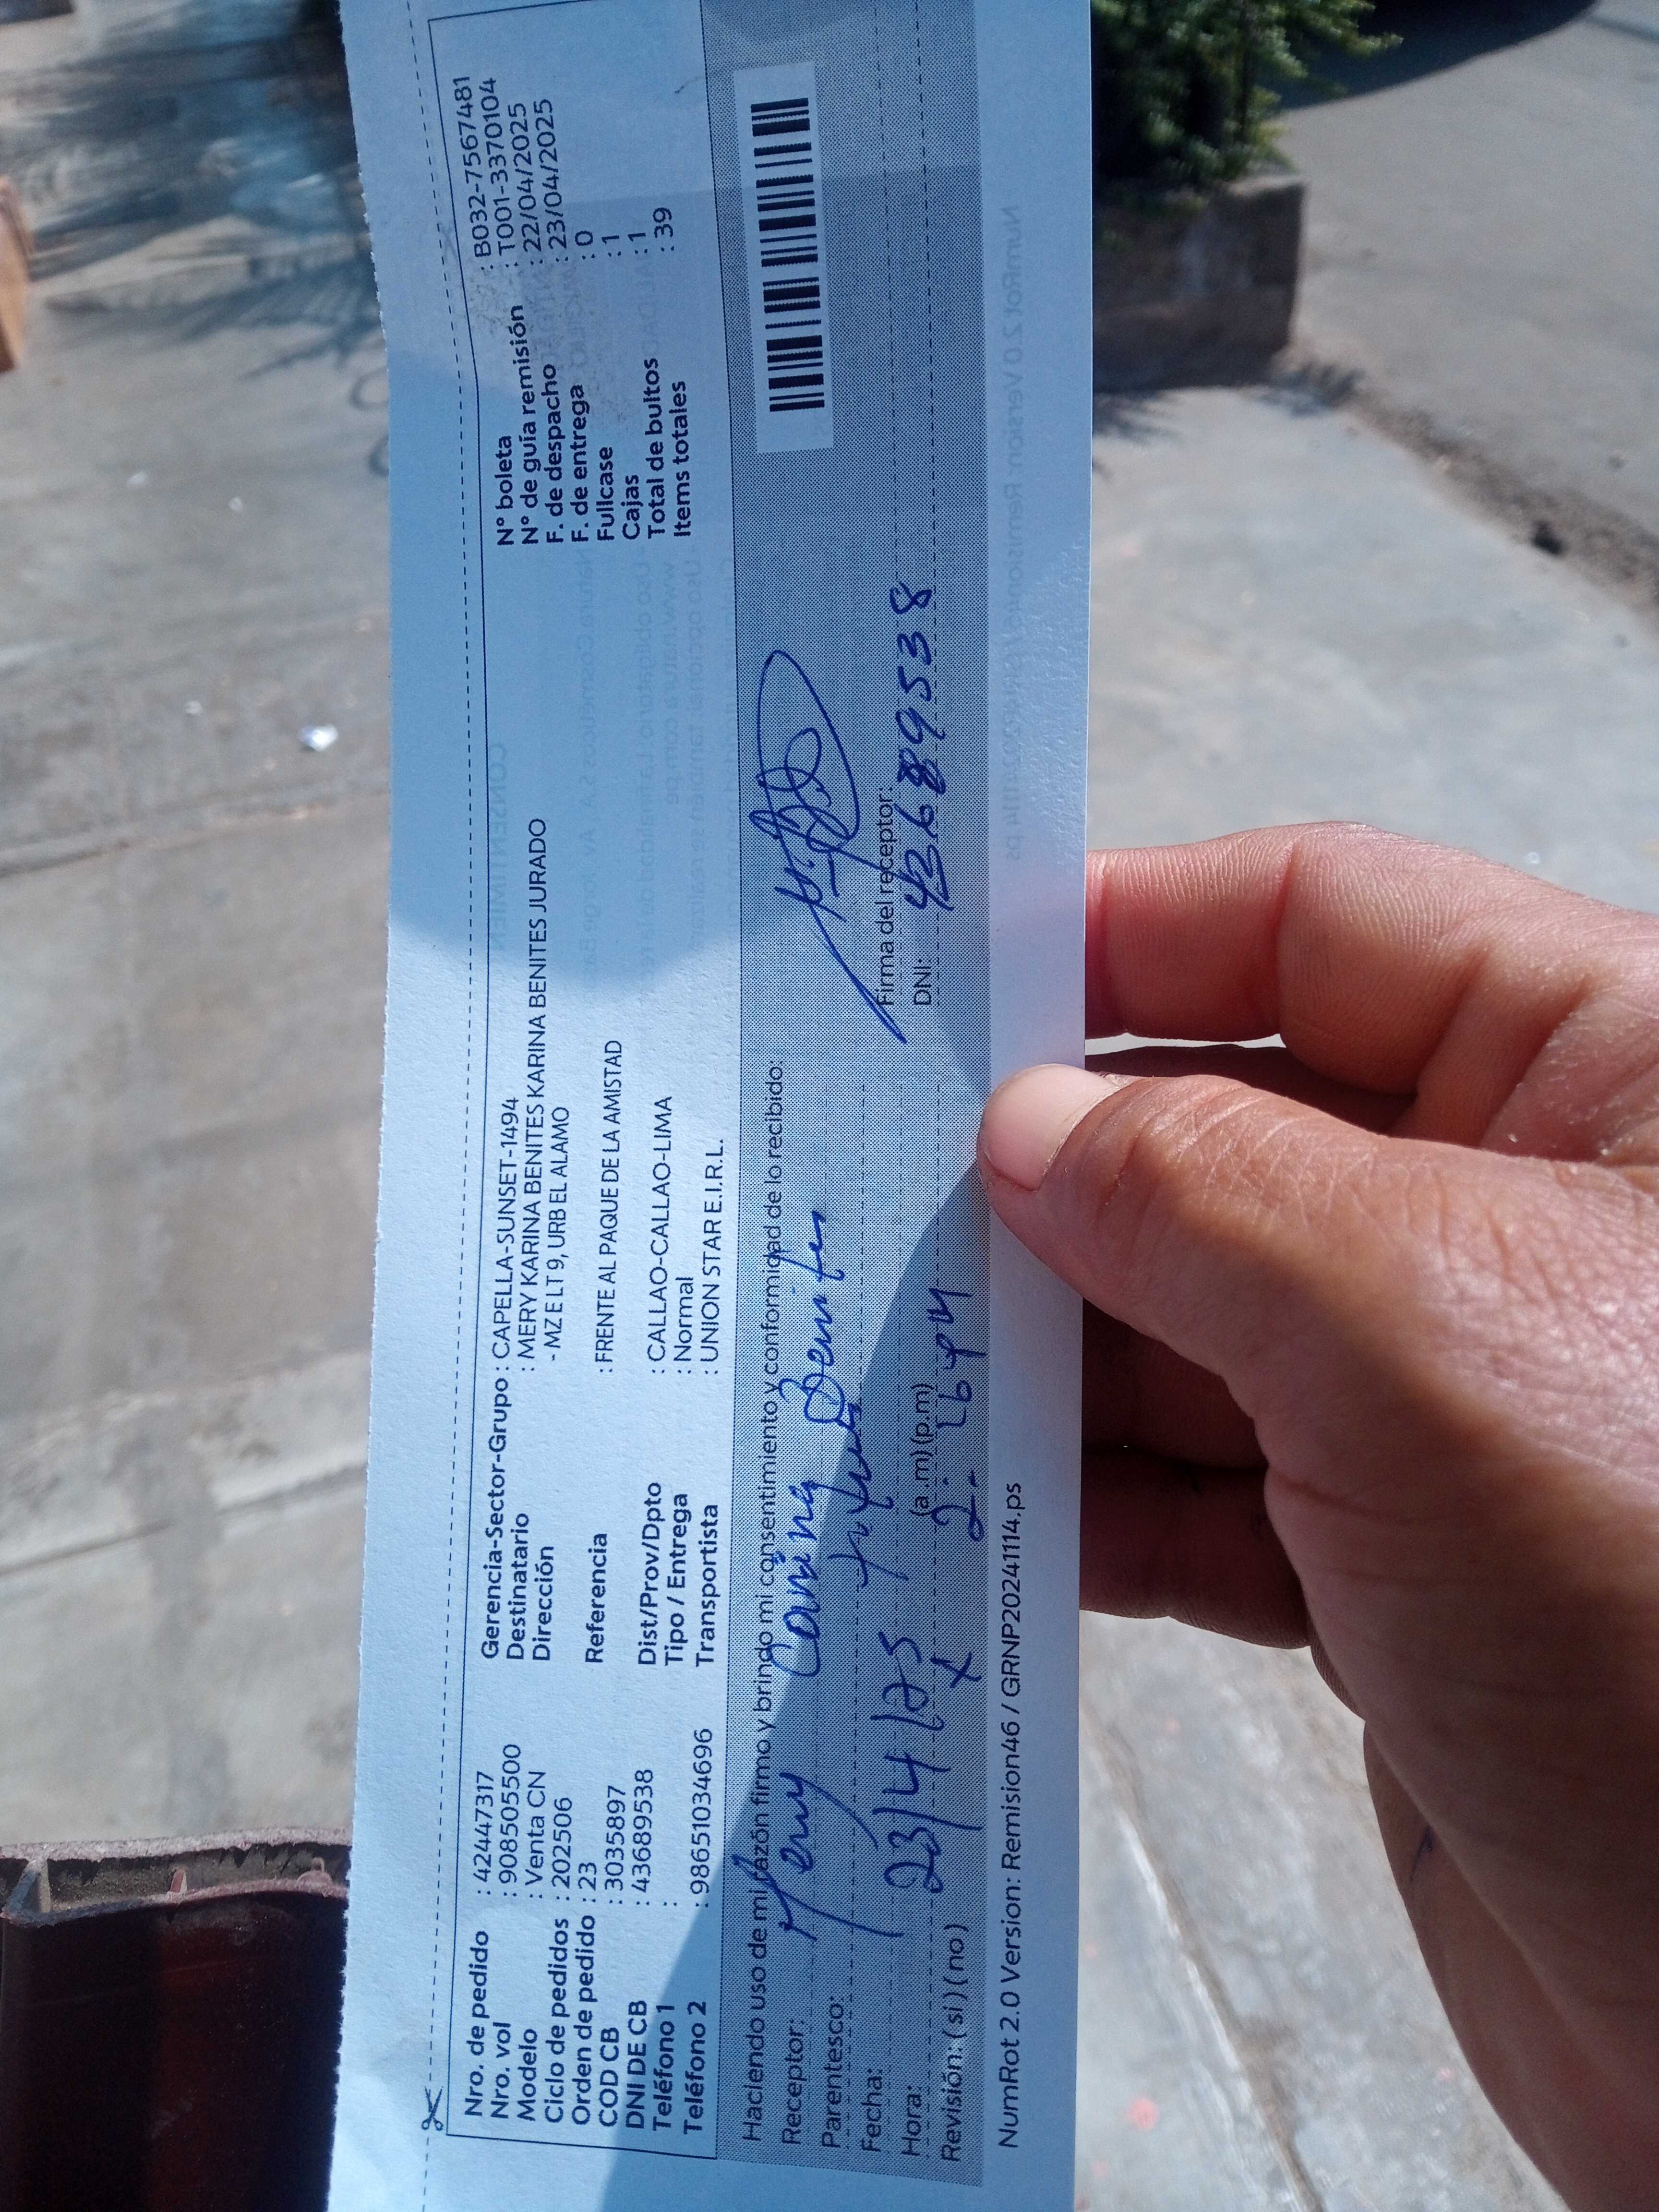 Nro. de pedido : 42447317
Nro. vol : 908505500
Modelo : Venta CN
Ciclo de pedidos : 202506
Orden de pedido : 23
COD CB : 3035897
DNI DE CB : 43689538
Teléfono 1 :
Teléfono 2 : 98651034696
Gerencia-Sector-Grupo : CAPELLA-SUNSET-1494
Destinatario : MERY KARINA BENITES KARINA BENITES JURADO
Dirección - MZ E LT 9, URB EL ALAMO
Referencia : FRENTE AL PAQUE DE LA AMISTAD
Dist/Prov/Dpto : CALLAO-CALLAO-LIMA
Tipo / Entrega : Normal
Transportista : UNION STAR E.I.R.L.
N° boleta : B032-7567481
N° de guía remisión : T001-3370104
F. de despacho : 22/04/2025
F. de entrega : 23/04/2025
Fullcase : 0
Cajas : 1
Total de bultos : 1
Items totales : 39
Haciendo uso de mi razón firmo y brindo mi consentimiento y conformidad de lo recibido:
Receptor: Mery Carina Benites
Parentesco:
Fecha: 23/4/25
Hora: (a.m) (p.m)
Revisión: ( si ) ( no ) X
Firma del receptor:
DNI: 43689538
NumRot 2.0 Version: Remision46 / GRNP20241114.ps